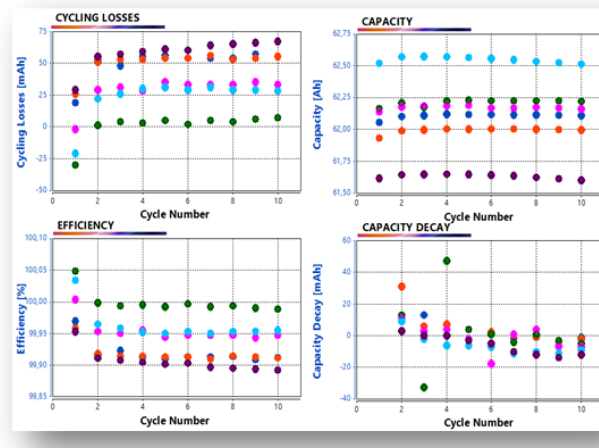 CYCLING LOSSES
Cycling Losses [mAh]
75
50
25
0
-25
-50
0 2 4 6 8 10
Cycle Number
CAPACITY
Capacity [Ah]
62,75
62,50
62,25
62,00
61,75
61,50
0 2 4 6 8 10
Cycle Number
EFFICIENCY
Efficiency [%]
100,10
100,05
100,00
99,95
99,90
99,85
0 2 4 6 8 10
Cycle Number
CAPACITY DECAY
Capacity Decay [mAh]
60
40
20
0
-20
-40
0 2 4 6 8 10
Cycle Number